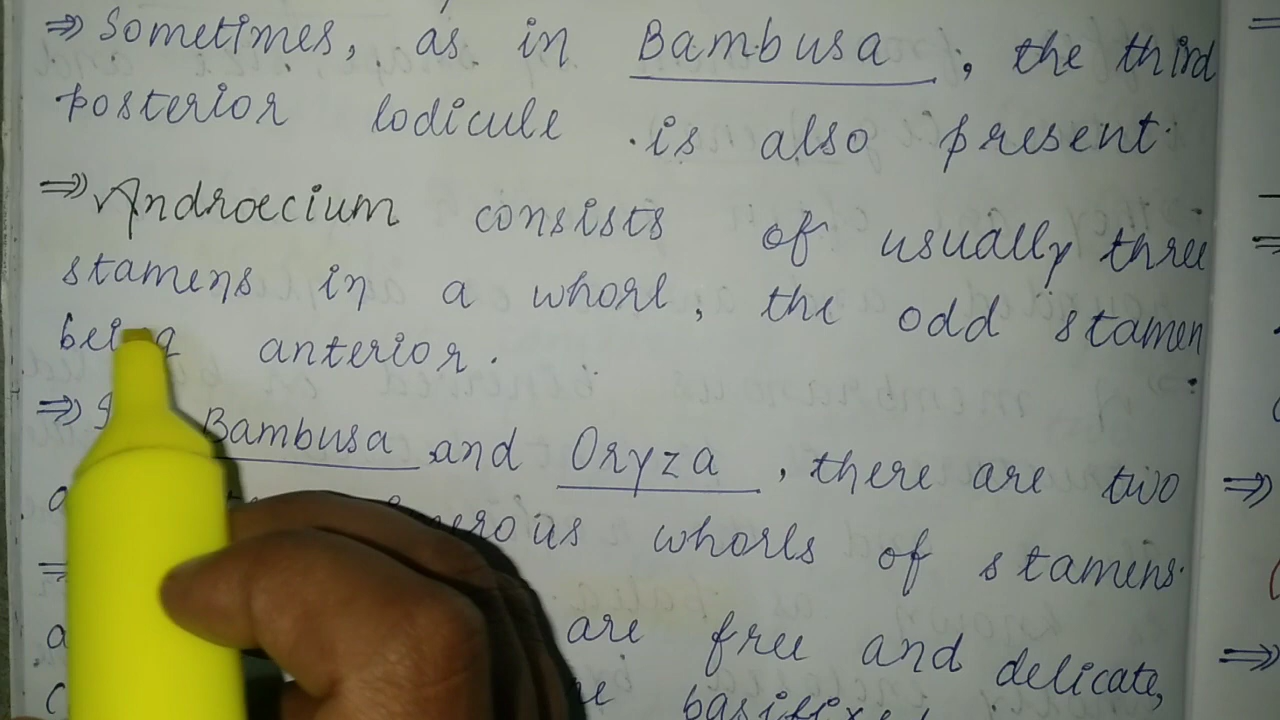 ⇒ Sometimes, as in Bambusa, the third
posterior lodicule is also present.
⇒ Androecium consists of usually three
stamens in a whorl, the odd stamen
being anterior.
⇒ Bambusa and Oryza, there are two
whorls of stamens.
are free and delicate,